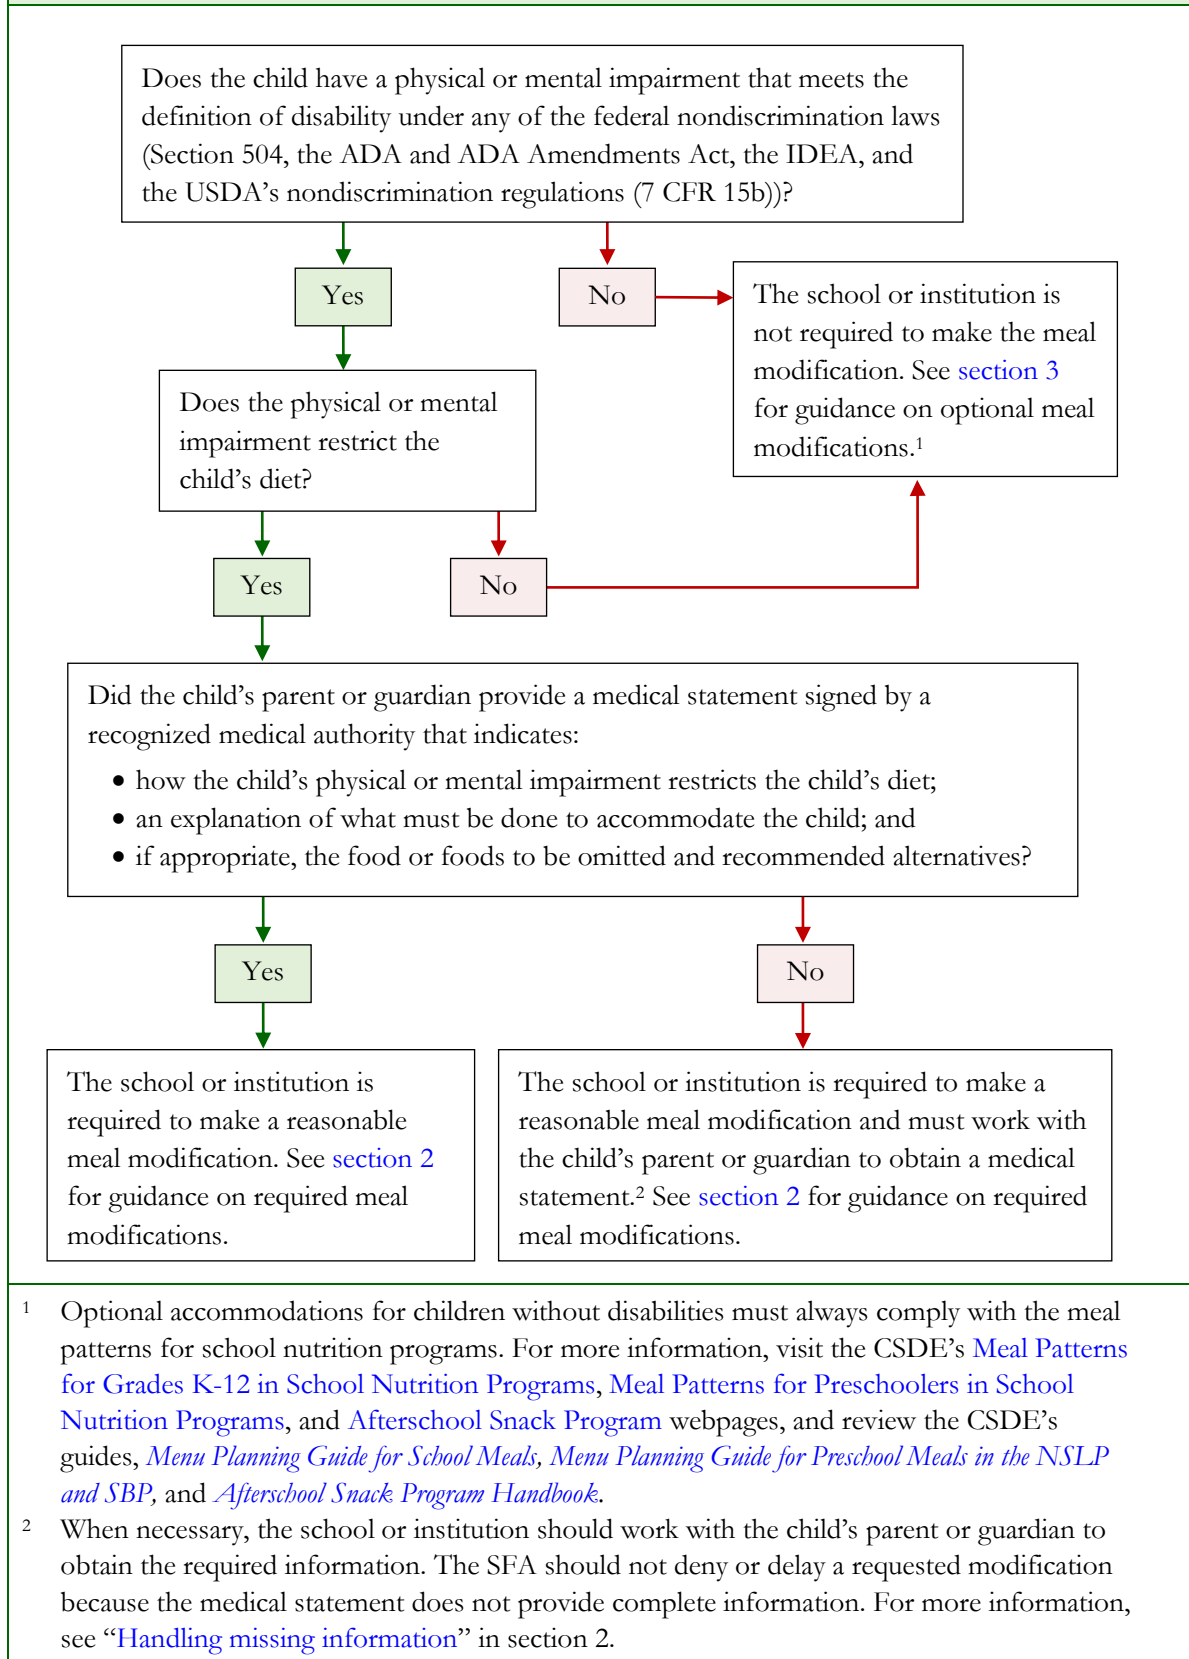 Does the child have a physical or mental impairment that meets the
definition of disability under any of the federal nondiscrimination laws
(Section 504, the ADA and ADA Amendments Act, the IDEA, and
the USDA’s nondiscrimination regulations (7 CFR 15b))?
Yes
No
The school or institution is
not required to make the meal
modification. See section 3
for guidance on optional meal
modifications.¹
Does the physical or mental
impairment restrict the
child’s diet?
Yes
No
Did the child’s parent or guardian provide a medical statement signed by a
recognized medical authority that indicates:
• how the child’s physical or mental impairment restricts the child’s diet;
• an explanation of what must be done to accommodate the child; and
• if appropriate, the food or foods to be omitted and recommended alternatives?
Yes
No
The school or institution is
required to make a reasonable
meal modification. See section 2
for guidance on required meal
modifications.
The school or institution is required to make a
reasonable meal modification and must work with
the child’s parent or guardian to obtain a medical
statement.² See section 2 for guidance on required
meal modifications.
¹ Optional accommodations for children without disabilities must always comply with the meal
patterns for school nutrition programs. For more information, visit the CSDE’s Meal Patterns
for Grades K-12 in School Nutrition Programs, Meal Patterns for Preschoolers in School
Nutrition Programs, and Afterschool Snack Program webpages, and review the CSDE’s
guides, Menu Planning Guide for School Meals, Menu Planning Guide for Preschool Meals in the NSLP
and SBP, and Afterschool Snack Program Handbook.
² When necessary, the school or institution should work with the child’s parent or guardian to
obtain the required information. The SFA should not deny or delay a requested modification
because the medical statement does not provide complete information. For more information,
see “Handling missing information” in section 2.